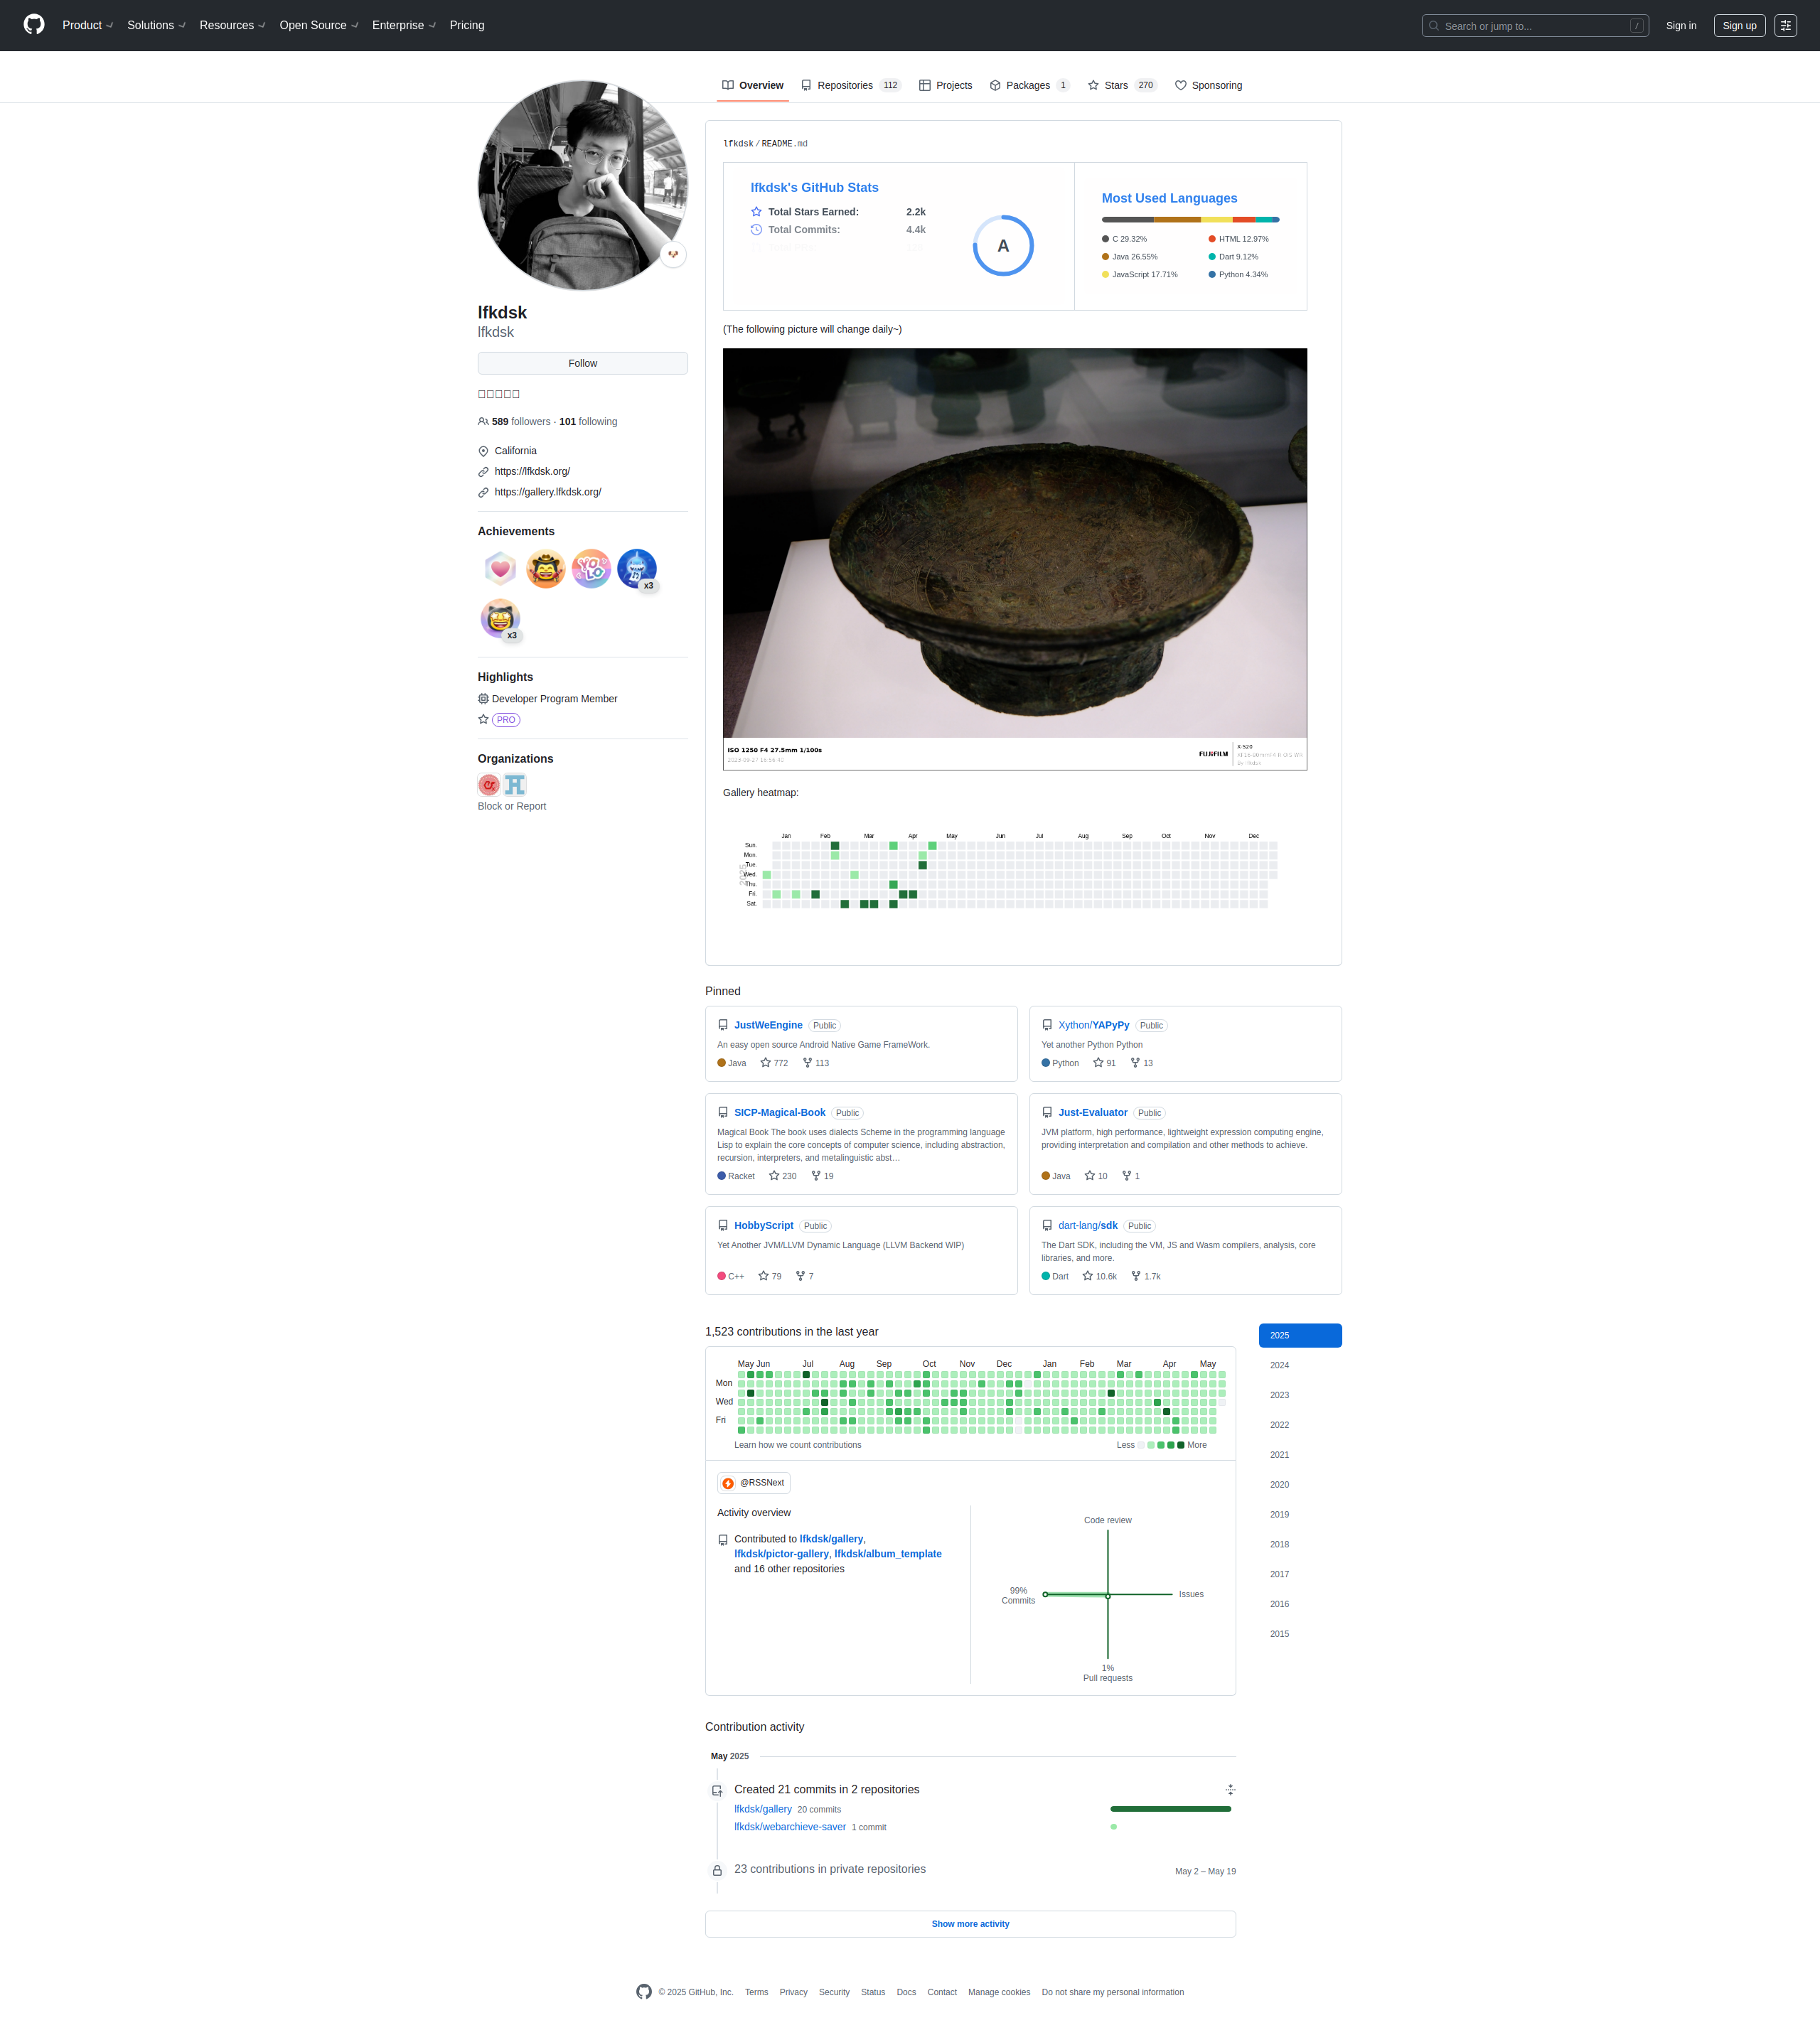 Product
Solutions
Resources
Open Source
Enterprise
Pricing
Search or jump to...
/
Sign in
Sign up
Overview
Repositories 112
Projects
Packages 1
Stars 270
Sponsoring
lfkdsk
lfkdsk
Follow
589 followers · 101 following
California
https://lfkdsk.org/
https://gallery.lfkdsk.org/
Achievements
YOLO
x3
x3
Highlights
Developer Program Member
PRO
Organizations
Block or Report
lfkdsk/README.md
lfkdsk's GitHub Stats
Total Stars Earned: 2.2k
Total Commits: 4.4k
A
Most Used Languages
C 29.32%
HTML 12.97%
Java 26.55%
Dart 9.12%
JavaScript 17.71%
Python 4.34%
(The following picture will change daily~)
ISO 1250 F4 27.5mm 1/100s
FUJIFILM
X-S20
Gallery heatmap:
Jan Feb Mar Apr May Jun Jul Aug Sep Oct Nov Dec
2025
Sun.
Mon.
Tue.
Wed.
Thu.
Fri.
Sat.
Pinned
JustWeEngine Public
An easy open source Android Native Game FrameWork.
Java 772 113
Xython/YAPyPy Public
Yet another Python Python
Python 91 13
SICP-Magical-Book Public
Magical Book The book uses dialects Scheme in the programming language
Lisp to explain the core concepts of computer science, including abstraction,
recursion, interpreters, and metalinguistic abst…
Racket 230 19
Just-Evaluator Public
JVM platform, high performance, lightweight expression computing engine,
providing interpretation and compilation and other methods to achieve.
Java 10 1
HobbyScript Public
Yet Another JVM/LLVM Dynamic Language (LLVM Backend WIP)
C++ 79 7
dart-lang/sdk Public
The Dart SDK, including the VM, JS and Wasm compilers, analysis, core
libraries, and more.
Dart 10.6k 1.7k
1,523 contributions in the last year
May Jun Jul Aug Sep Oct Nov Dec Jan Feb Mar Apr May
Mon
Wed
Fri
Learn how we count contributions
Less
More
@RSSNext
Activity overview
Contributed to lfkdsk/gallery,
lfkdsk/pictor-gallery, lfkdsk/album_template
and 16 other repositories
Code review
99%
Commits
Issues
1%
Pull requests
2025
2024
2023
2022
2021
2020
2019
2018
2017
2016
2015
Contribution activity
May 2025
Created 21 commits in 2 repositories
lfkdsk/gallery 20 commits
lfkdsk/webarchieve-saver 1 commit
23 contributions in private repositories
May 2 – May 19
Show more activity
© 2025 GitHub, Inc.
Terms
Privacy
Security
Status
Docs
Contact
Manage cookies
Do not share my personal information